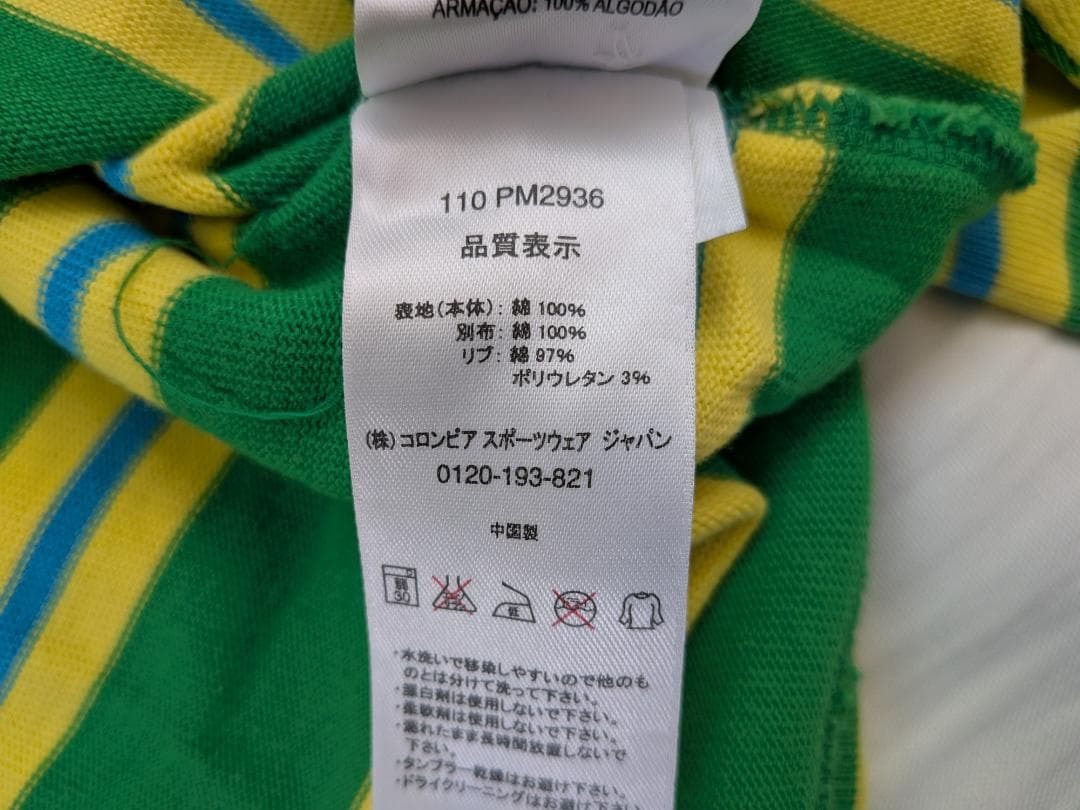 ARMAÇÃO: 100% ALGODÃO
110 PM2936
品質表示
表地(本体): 綿 100%
別布: 綿 100%
リブ: 綿 97%
ポリウレタン 3%
(株) コロンビア スポーツウェア ジャパン
0120-193-821
中国製
弱
30
低
・水洗いで移染しやすいので他のも
のとは分けて洗って下さい。
・蛋白剤は使用しないで下さい。
・柔軟剤は使用しないで下さい。
・濡れたまま長時間放置しないで
下さい。
・タンブラー乾燥はお避け下さい。
・ドライクリーニングはお避け下さい